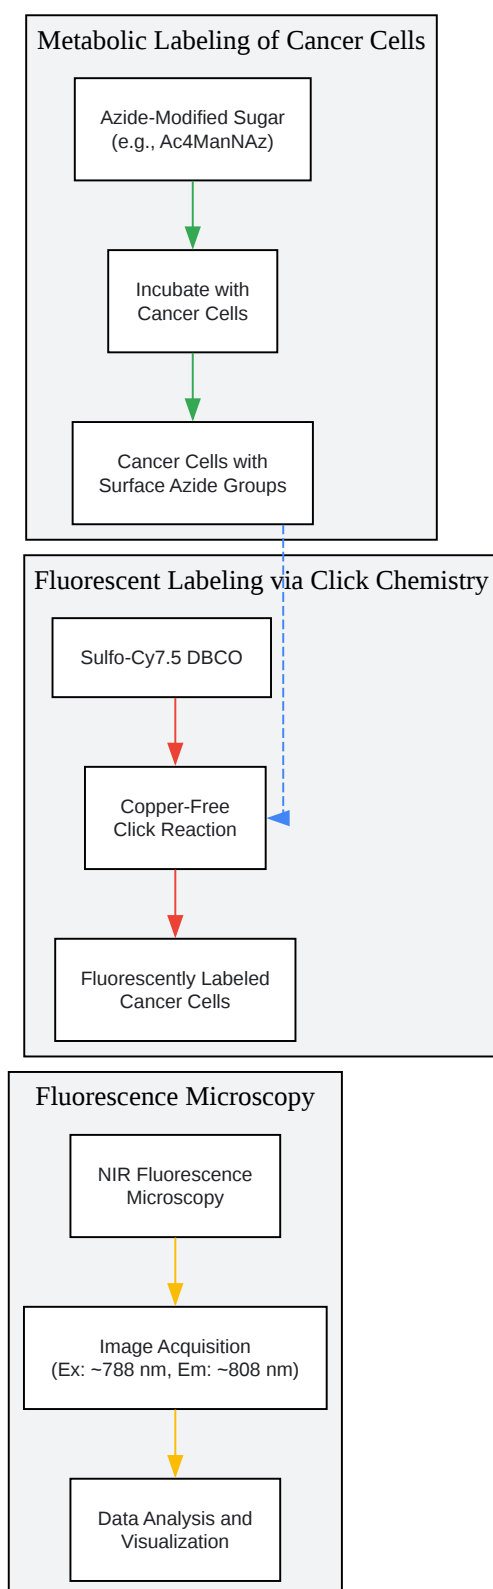 Metabolic Labeling of Cancer Cells
Azide-Modified Sugar
(e.g., Ac4ManNAz)
Incubate with
Cancer Cells
Cancer Cells with
Surface Azide Groups
Fluorescent Labeling via Click Chemistry
Sulfo-Cy7.5 DBCO
Copper-Free
Click Reaction
Fluorescently Labeled
Cancer Cells
Fluorescence Microscopy
NIR Fluorescence
Microscopy
Image Acquisition
(Ex: ~788 nm, Em: ~808 nm)
Data Analysis and
Visualization